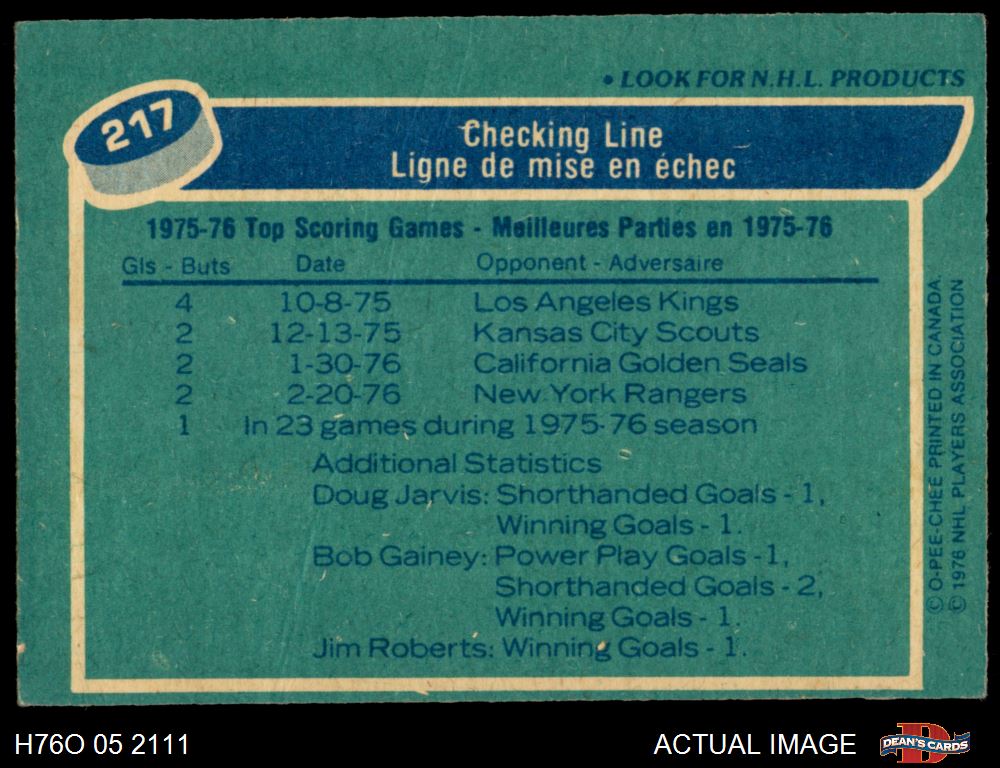 • LOOK FOR N.H.L. PRODUCTS
217
Checking Line
Ligne de mise en échec
1975-76 Top Scoring Games - Meilleures Parties en 1975-76
Gls - Buts Date Opponent - Adversaire
4 10-8-75 Los Angeles Kings
2 12-13-75 Kansas City Scouts
2 1-30-76 California Golden Seals
2 2-20-76 New York Rangers
1 In 23 games during 1975-76 season
Additional Statistics
Doug Jarvis: Shorthanded Goals - 1,
Winning Goals - 1.
Bob Gainey: Power Play Goals -1,
Shorthanded Goals - 2,
Winning Goals - 1.
Jim Roberts: Winning Goals - 1.
© O-PEE-CHEE PRINTED IN CANADA.
© 1976 NHL PLAYERS ASSOCIATION
H76O 05 2111
ACTUAL IMAGE
D
DEAN'S CARDS